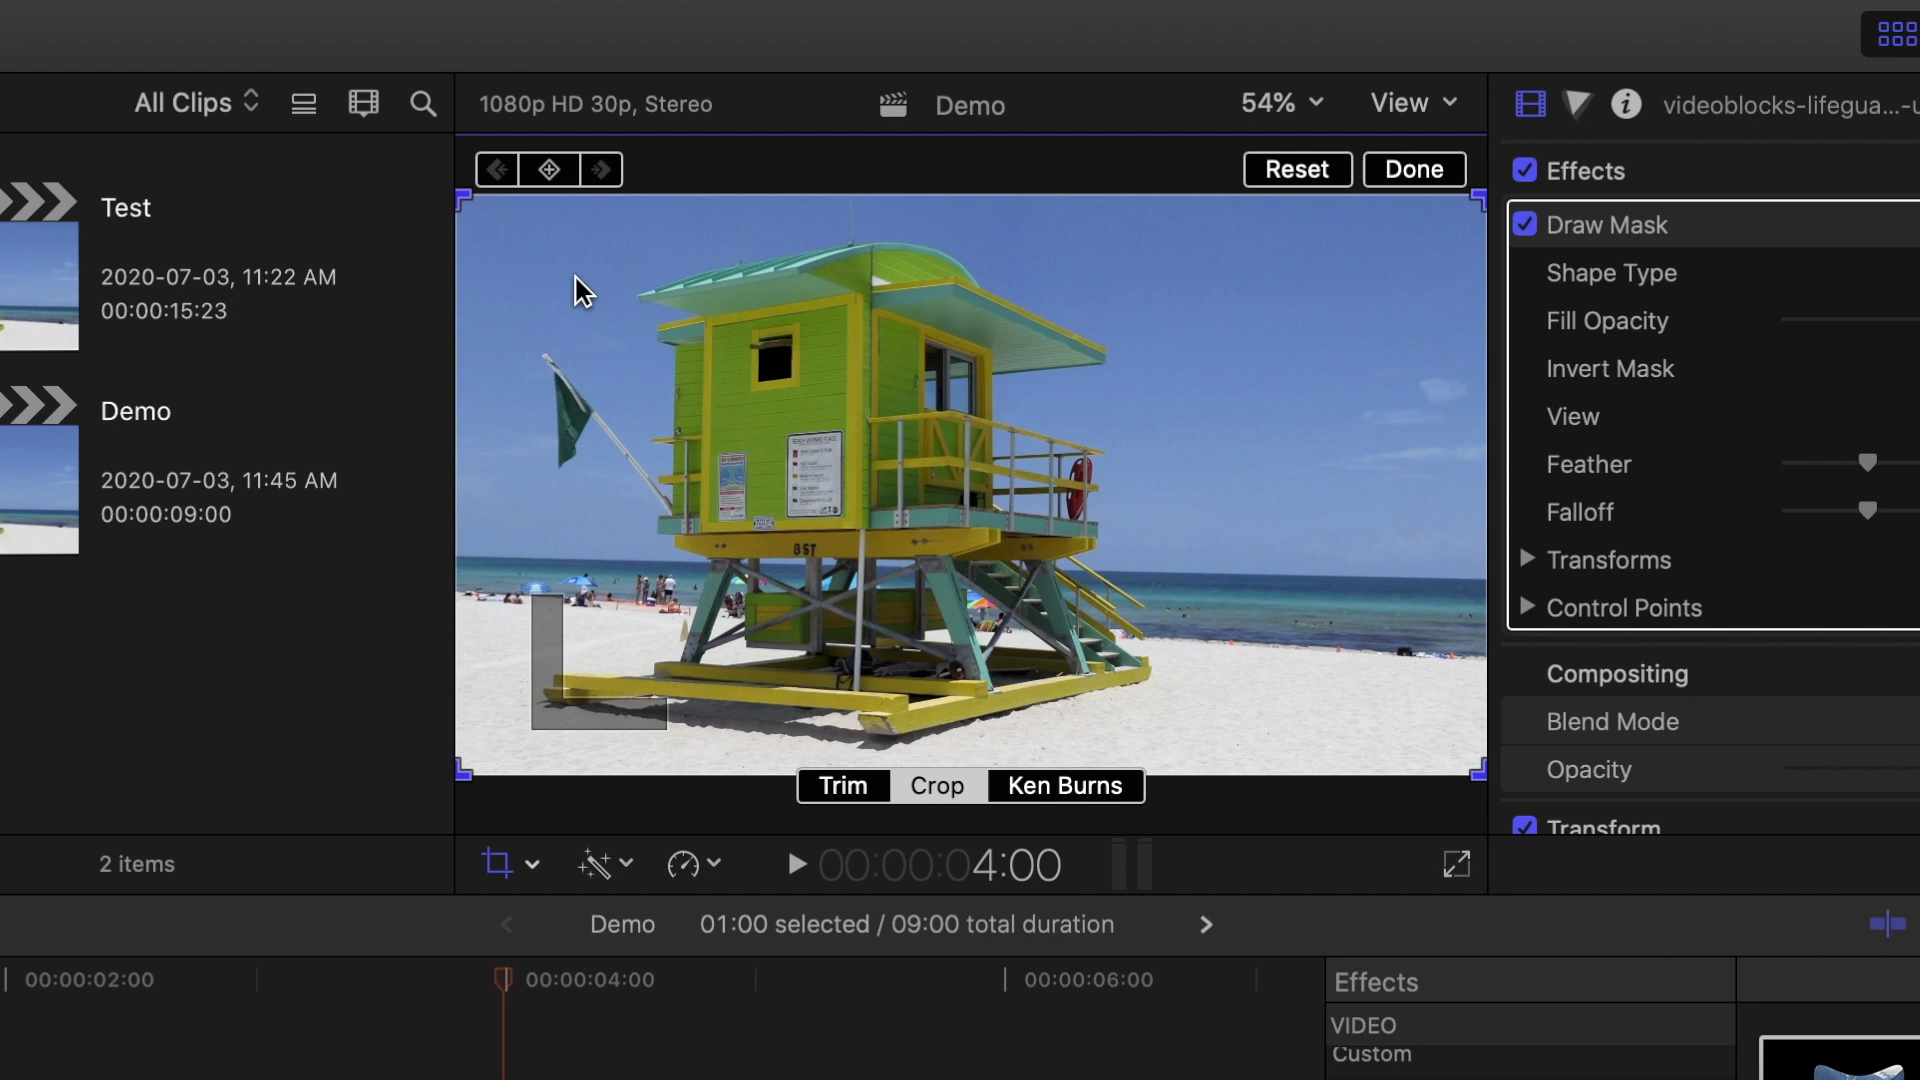 All Clips
1080p HD 30p, Stereo
Demo
54%
View
videoblocks-lifegua...-u
Reset
Done
Test
2020-07-03, 11:22 AM
00:00:15:23
Demo
2020-07-03, 11:45 AM
00:00:09:00
2 items
6 ST
Trim
Crop
Ken Burns
00:00:04:00
Effects
Draw Mask
Shape Type
Fill Opacity
Invert Mask
View
Feather
Falloff
Transforms
Control Points
Compositing
Blend Mode
Opacity
Transform
Demo
01:00 selected / 09:00 total duration
00:00:02:00
00:00:04:00
00:00:06:00
Effects
VIDEO
Custom